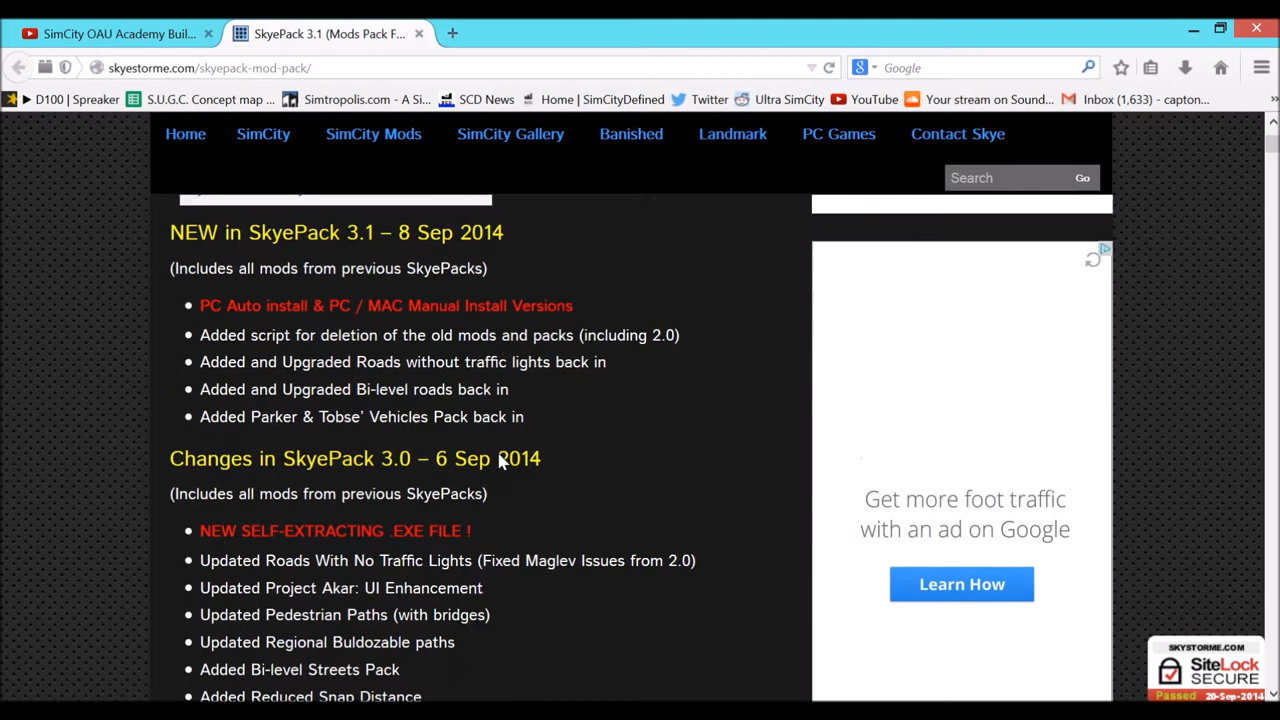 SimCity OAU Academy Buil... ×
SkyePack 3.1 (Mods Pack F... ×
skyestorme.com/skyepack-mod-pack/
Google
D100 | Spreaker
S.U.G.C. Concept map ...
Simtropolis.com - A Si...
SCD News
Home | SimCityDefined
Twitter
Ultra SimCity
YouTube
Your stream on Sound...
Inbox (1,633) - capton...
Home
SimCity
SimCity Mods
SimCity Gallery
Banished
Landmark
PC Games
Contact Skye
Search
Go
NEW in SkyePack 3.1 – 8 Sep 2014
(Includes all mods from previous SkyePacks)
PC Auto install & PC / MAC Manual Install Versions
Added script for deletion of the old mods and packs (including 2.0)
Added and Upgraded Roads without traffic lights back in
Added and Upgraded Bi-level roads back in
Added Parker & Tobse’ Vehicles Pack back in
Changes in SkyePack 3.0 – 6 Sep 2014
(Includes all mods from previous SkyePacks)
NEW SELF-EXTRACTING .EXE FILE !
Updated Roads With No Traffic Lights (Fixed Maglev Issues from 2.0)
Updated Project Akar: UI Enhancement
Updated Pedestrian Paths (with bridges)
Updated Regional Buldozable paths
Added Bi-level Streets Pack
Added Reduced Snap Distance
Get more foot traffic
with an ad on Google
Learn How
SKYSTORME.COM
SiteLock
SECURE
Passed 20-Sep-2014